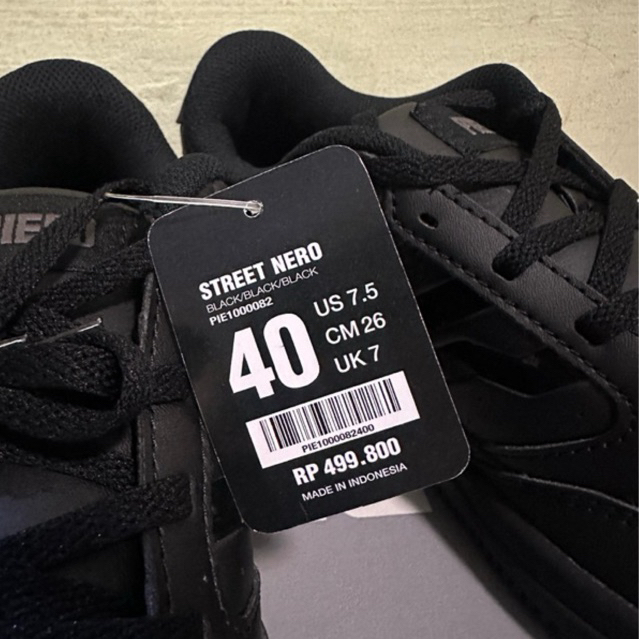 STREET NERO
BLACK/BLACK/BLACK
PIE1000082
40
US 7.5
CM 26
UK 7
PIE1000082400
RP 499.800
MADE IN INDONESIA